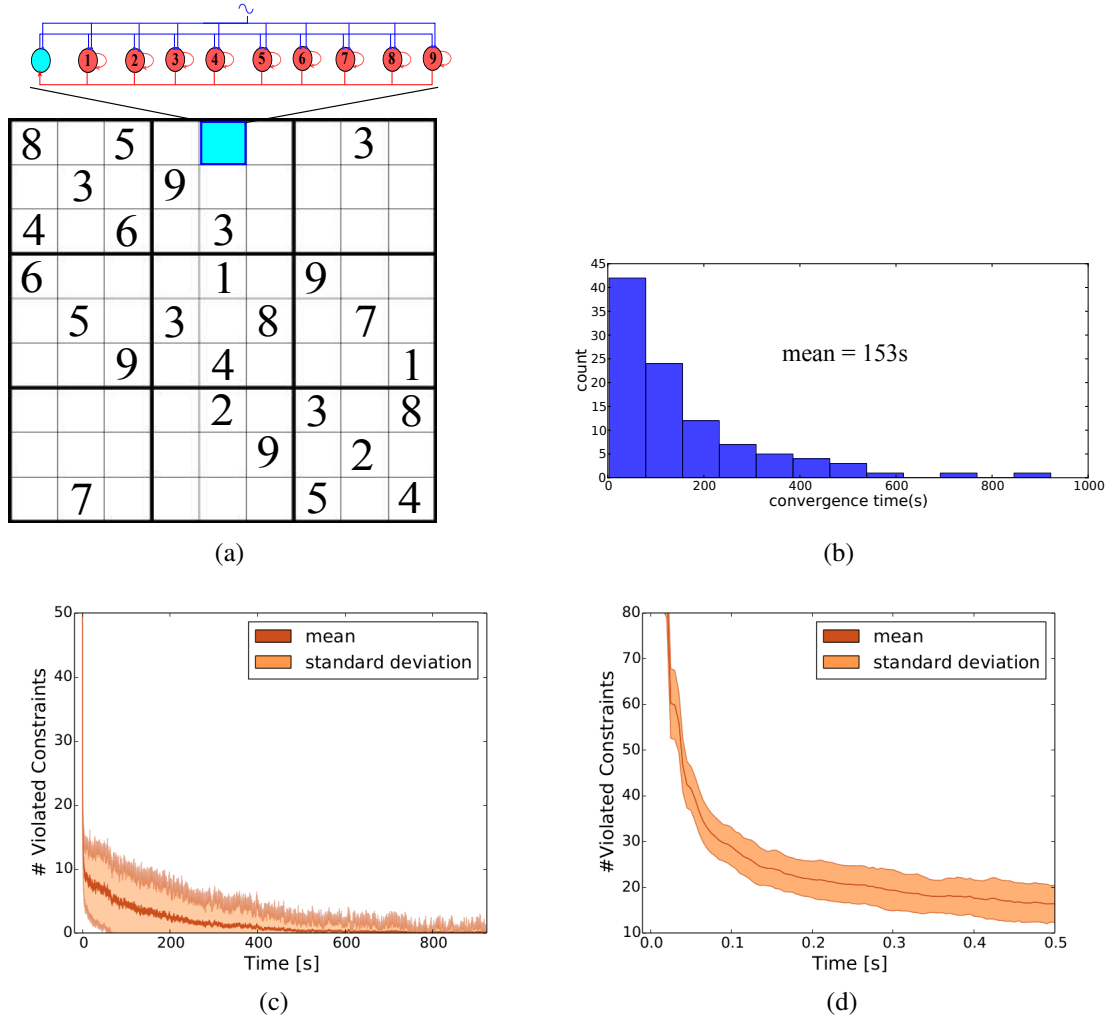 1 2 3 4 5 6 7 8 9
8 5 3
3 9
4 6 3
6 1 9
5 3 8 7
9 4 1
2 3 8
9 2
7 5 4
(a)
45
40
35
30
25
20
15
10
5
0
count
mean = 153s
0 200 400 600 800 1000
convergence time(s)
(b)
50
40
30
20
10
0
# Violated Constraints
mean
standard deviation
0 200 400 600 800
Time [s]
(c)
80
70
60
50
40
30
20
10
#Violated Constraints
mean
standard deviation
0.0 0.1 0.2 0.3 0.4 0.5
Time [s]
(d)